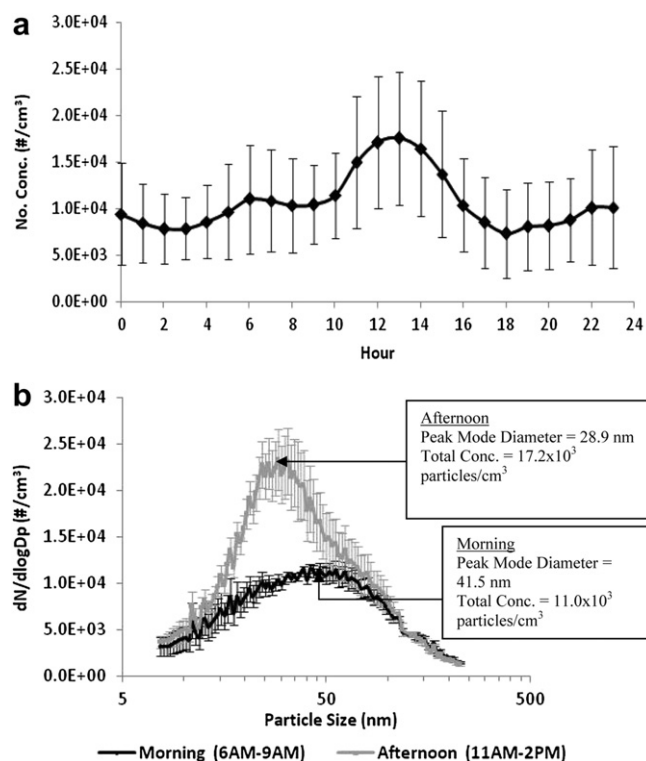 a
3.0E+04
2.5E+04
2.0E+04
1.5E+04
1.0E+04
5.0E+03
0.0E+00
No. Conc. (#/cm³)
0 2 4 6 8 10 12 14 16 18 20 22 24
Hour
b
3.0E+04
2.5E+04
2.0E+04
1.5E+04
1.0E+04
5.0E+03
0.0E+00
dN/dlogDp (#/cm³)
Afternoon
Peak Mode Diameter = 28.9 nm
Total Conc. = 17.2x10³
particles/cm³
Morning
Peak Mode Diameter =
41.5 nm
Total Conc. = 11.0x10³
particles/cm³
5 50 500
Particle Size (nm)
Morning (6AM-9AM) Afternoon (11AM-2PM)